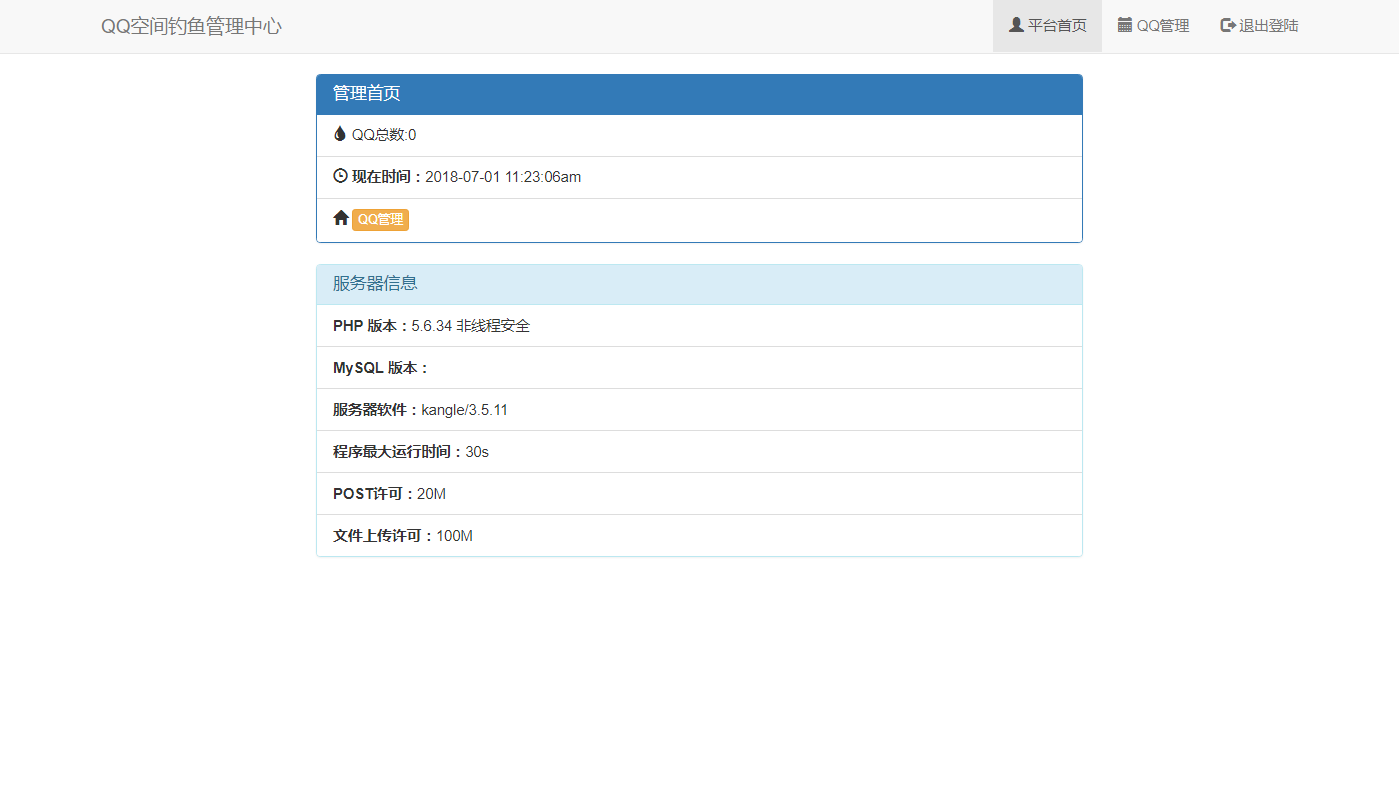 QQ空间钓鱼管理中心
平台首页
QQ管理
退出登陆
管理首页
QQ总数:0
现在时间：2018-07-01 11:23:06am
QQ管理
服务器信息
PHP 版本：5.6.34 非线程安全
MySQL 版本：
服务器软件：kangle/3.5.11
程序最大运行时间：30s
POST许可：20M
文件上传许可：100M